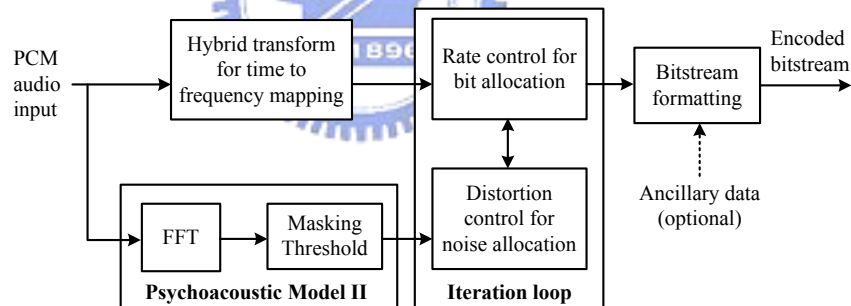 PCM
audio
input
Hybrid transform
for time to
frequency mapping
1896
Rate control for
bit allocation
Bitstream
formatting
Encoded
bitstream
Ancillary data
(optional)
FFT
Masking
Threshold
Distortion
control for
noise allocation
Psychoacoustic Model II
Iteration loop